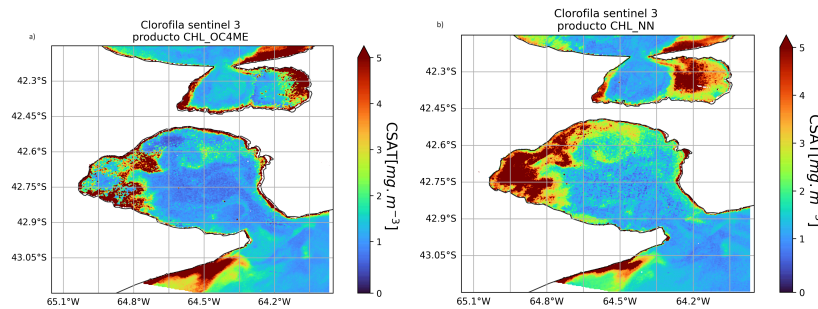 a)
Clorofila sentinel 3
producto CHL_OC4ME
42.3°S
42.45°S
42.6°S
42.75°S
42.9°S
43.05°S
65.1°W 64.8°W 64.5°W 64.2°W
5
4
3
2
1
0
CSAT[mg. m⁻³]
b)
Clorofila sentinel 3
producto CHL_NN
42.3°S
42.45°S
42.6°S
42.75°S
42.9°S
43.05°S
65.1°W 64.8°W 64.5°W 64.2°W
5
4
3
2
1
0
CSAT[mg. m⁻³]